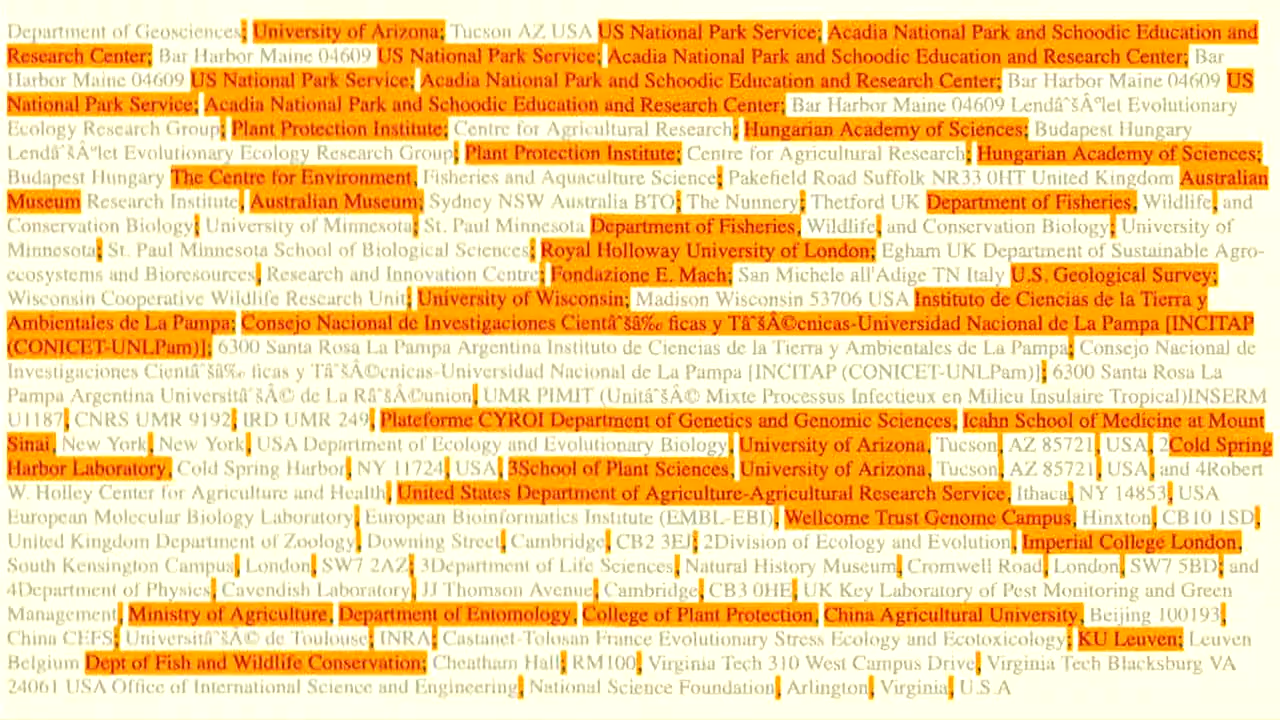 Department of Geosciences; University of Arizona; Tucson AZ USA US National Park Service; Acadia National Park and Schoodic Education and
Research Center; Bar Harbor Maine 04609 US National Park Service; Acadia National Park and Schoodic Education and Research Center; Bar
Harbor Maine 04609 US National Park Service; Acadia National Park and Schoodic Education and Research Center; Bar Harbor Maine 04609 US
National Park Service; Acadia National Park and Schoodic Education and Research Center; Bar Harbor Maine 04609 LendâˆšÂºlet Evolutionary
Ecology Research Group; Plant Protection Institute; Centre for Agricultural Research; Hungarian Academy of Sciences; Budapest Hungary
LendâˆšÂºlet Evolutionary Ecology Research Group; Plant Protection Institute; Centre for Agricultural Research; Hungarian Academy of Sciences;
Budapest Hungary The Centre for Environment, Fisheries and Aquaculture Science; Pakefield Road Suffolk NR33 0HT United Kingdom Australian
Museum Research Institute, Australian Museum; Sydney NSW Australia BTO; The Nunnery; Thetford UK Department of Fisheries, Wildlife, and
Conservation Biology; University of Minnesota; St. Paul Minnesota Department of Fisheries, Wildlife, and Conservation Biology; University of
Minnesota; St. Paul Minnesota School of Biological Sciences; Royal Holloway University of London; Egham UK Department of Sustainable Agro-
ecosystems and Bioresources, Research and Innovation Centre; Fondazione E. Mach; San Michele all'Adige TN Italy U.S. Geological Survey;
Wisconsin Cooperative Wildlife Research Unit; University of Wisconsin; Madison Wisconsin 53706 USA Instituto de Ciencias de la Tierra y
Ambientales de La Pampa; Consejo Nacional de Investigaciones Cientâˆšâ‰ ficas y TâˆšÂ©cnicas-Universidad Nacional de La Pampa [INCITAP
(CONICET-UNLPam)]; 6300 Santa Rosa La Pampa Argentina Instituto de Ciencias de la Tierra y Ambientales de La Pampa; Consejo Nacional de
Investigaciones Cientâˆšâ‰ ficas y TâˆšÂ©cnicas-Universidad Nacional de La Pampa [INCITAP (CONICET-UNLPam)]; 6300 Santa Rosa La
Pampa Argentina UniversitâˆšÂ© de La RâˆšÂ©union, UMR PIMIT (UnitâˆšÂ© Mixte Processus Infectieux en Milieu Insulaire Tropical)INSERM
U1187, CNRS UMR 9192, IRD UMR 249, Plateforme CYROI Department of Genetics and Genomic Sciences, Icahn School of Medicine at Mount
Sinai, New York, New York, USA Department of Ecology and Evolutionary Biology, University of Arizona, Tucson, AZ 85721, USA, 2Cold Spring
Harbor Laboratory, Cold Spring Harbor, NY 11724, USA, 3School of Plant Sciences, University of Arizona, Tucson, AZ 85721, USA, and 4Robert
W. Holley Center for Agriculture and Health, United States Department of Agriculture-Agricultural Research Service, Ithaca, NY 14853, USA
European Molecular Biology Laboratory, European Bioinformatics Institute (EMBL-EBI), Wellcome Trust Genome Campus, Hinxton, CB10 1SD,
United Kingdom Department of Zoology, Downing Street, Cambridge, CB2 3EJ; 2Division of Ecology and Evolution, Imperial College London,
South Kensington Campus, London, SW7 2AZ; 3Department of Life Sciences, Natural History Museum, Cromwell Road, London, SW7 5BD; and
4Department of Physics, Cavendish Laboratory, JJ Thomson Avenue, Cambridge, CB3 0HE, UK Key Laboratory of Pest Monitoring and Green
Management, Ministry of Agriculture, Department of Entomology, College of Plant Protection, China Agricultural University, Beijing 100193,
China CEFS; UniversitâˆšÂ© de Toulouse; INRA; Castanet-Tolosan France Evolutionary Stress Ecology and Ecotoxicology; KU Leuven; Leuven
Belgium Dept of Fish and Wildlife Conservation; Cheatham Hall; RM100, Virginia Tech 310 West Campus Drive, Virginia Tech Blacksburg VA
24061 USA Office of International Science and Engineering, National Science Foundation, Arlington, Virginia, U.S.A